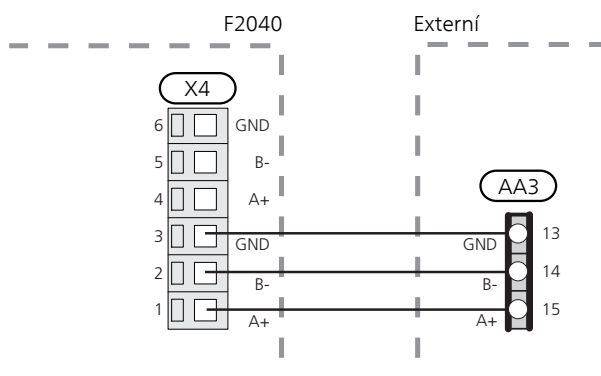 F2040 Externí
X4
6 GND
5 B-
4 A+
AA3
3 GND GND 13
2 B- B- 14
1 A+ A+ 15